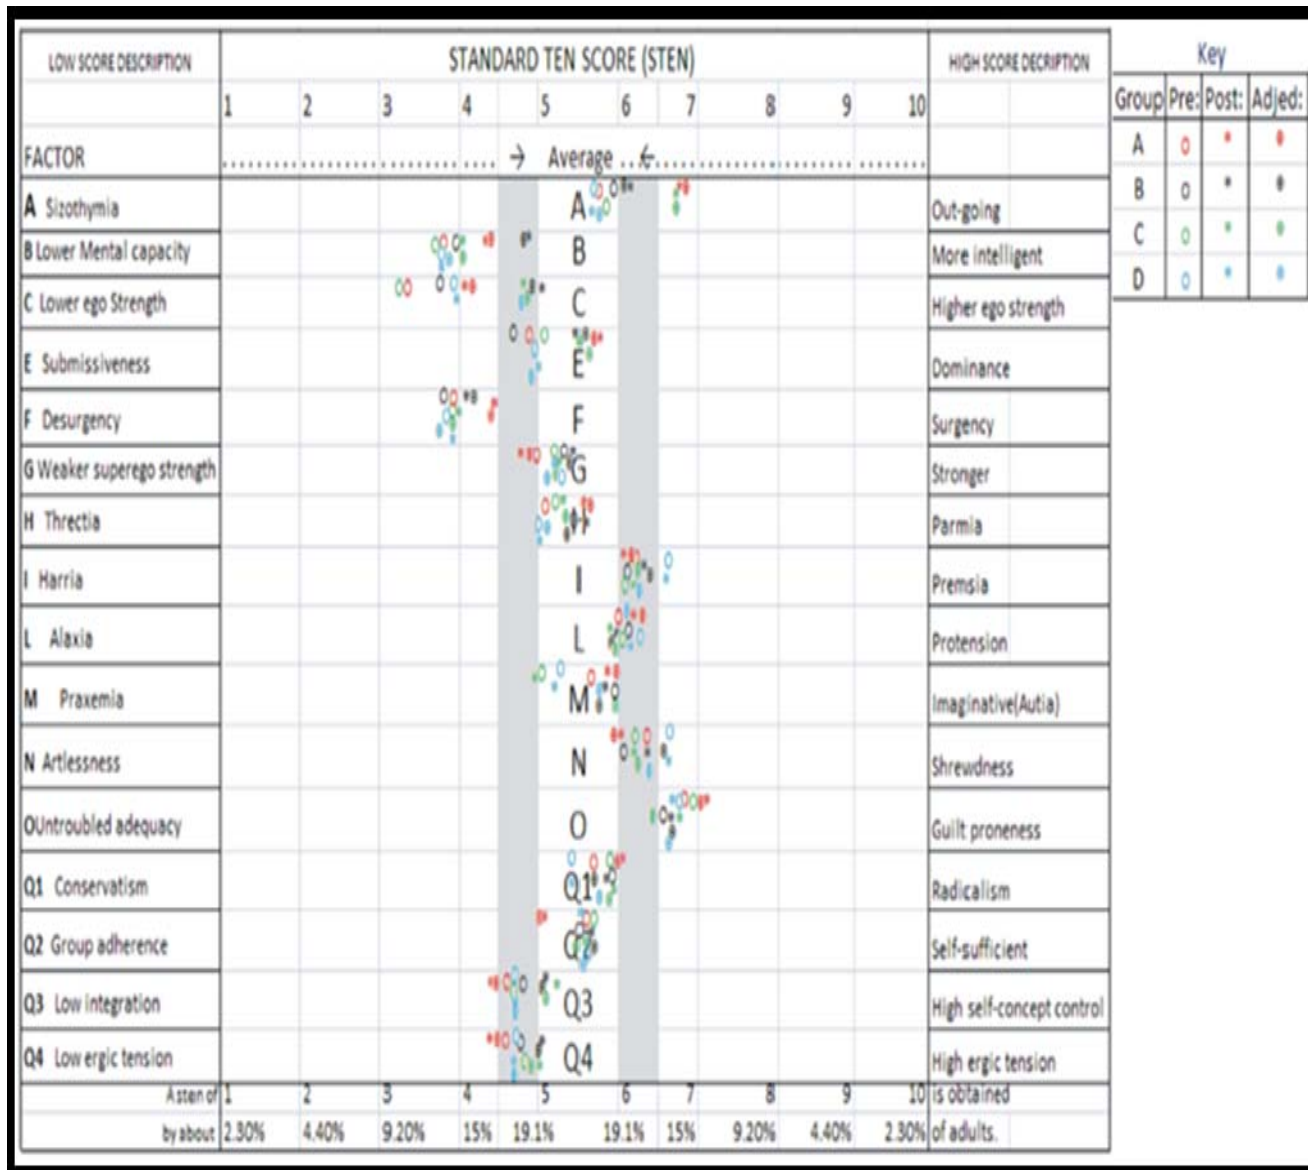 LOW SCORE DESCRIPTION STANDARD TEN SCORE (STEN) HIGH SCORE DECRIPTION Key
1 2 3 4 5 6 7 8 9 10 Group Pre: Post: Adjed:
A
FACTOR → Average ←
B
C
D
A Sizothymia A Out-going
B Lower Mental capacity B More intelligent
C Lower ego Strength C Higher ego strength
E Submissiveness E Dominance
F Desurgency F Surgency
G Weaker superego strength G Stronger
H Threctia H Parmia
I Harria I Premsia
L Alaxia L Protension
M Praxemia M Imaginative(Autia)
N Artlessness N Shrewdness
OUntroubled adequacy O Guilt proneness
Q1 Conservatism Q1 Radicalism
Q2 Group adherence Q2 Self-sufficient
Q3 Low integration Q3 High self-concept control
Q4 Low ergic tension Q4 High ergic tension
A sten of 1 2 3 4 5 6 7 8 9 10 is obtained
by about 2.30% 4.40% 9.20% 15% 19.1% 19.1% 15% 9.20% 4.40% 2.30% of adults.